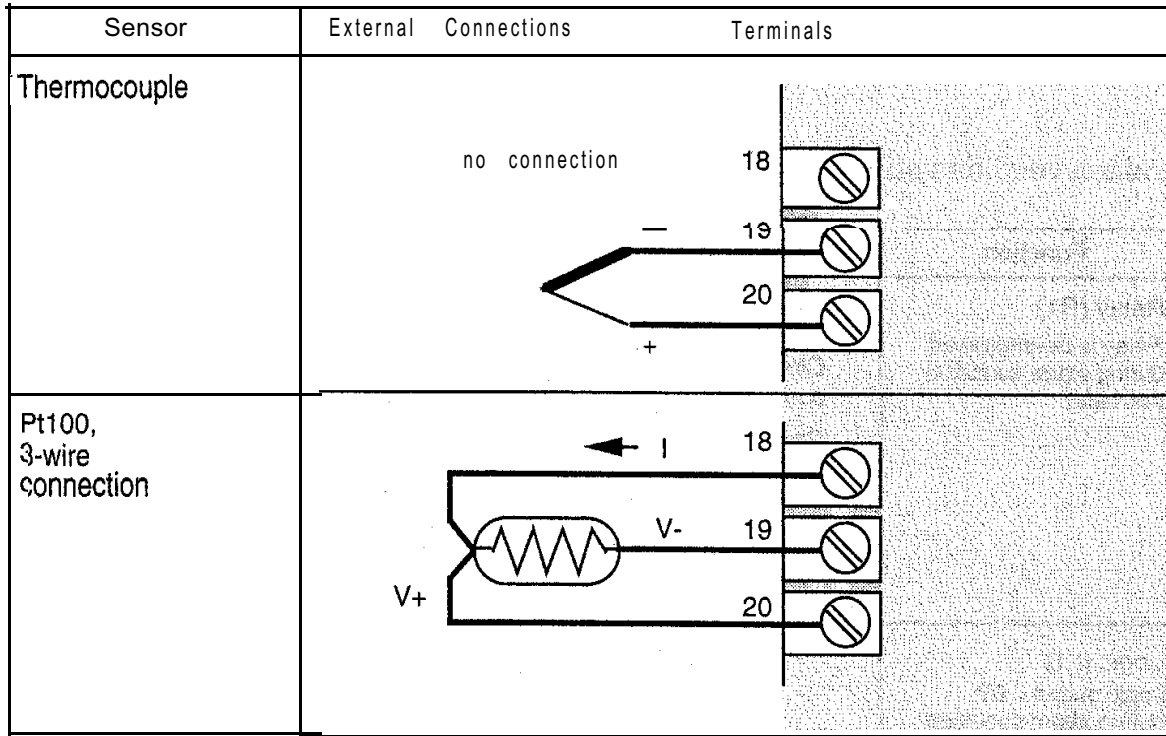 Sensor External Connections Terminals
Thermocouple
no connection 18
— 19
20
+
Pt100,
3-wire
connection
I 18
V- 19
V+
20